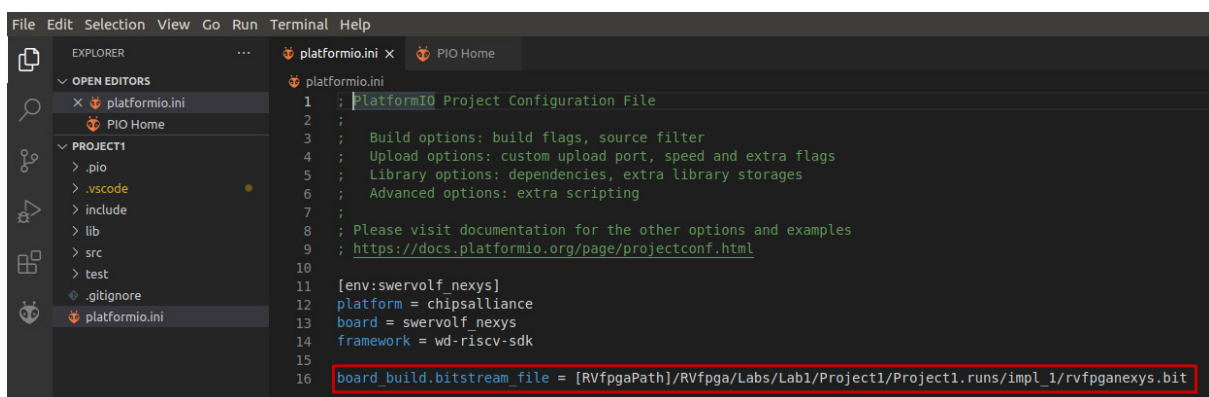 File Edit Selection View Go Run Terminal Help
EXPLORER ...
OPEN EDITORS
platformio.ini
PIO Home
PROJECT1
.pio
.vscode
include
lib
src
test
.gitignore
platformio.ini
platformio.ini PIO Home
platformio.ini
1 ; PlatformIO Project Configuration File
2 ;
3 ; Build options: build flags, source filter
4 ; Upload options: custom upload port, speed and extra flags
5 ; Library options: dependencies, extra library storages
6 ; Advanced options: extra scripting
7 ;
8 ; Please visit documentation for the other options and examples
9 ; https://docs.platformio.org/page/projectconf.html
10
11 [env:swervolf_nexys]
12 platform = chipsalliance
13 board = swervolf_nexys
14 framework = wd-riscv-sdk
15
16 board_build.bitstream_file = [RVfpgaPath]/RVfpga/Labs/Lab1/Project1/Project1.runs/impl_1/rvfpganexys.bit